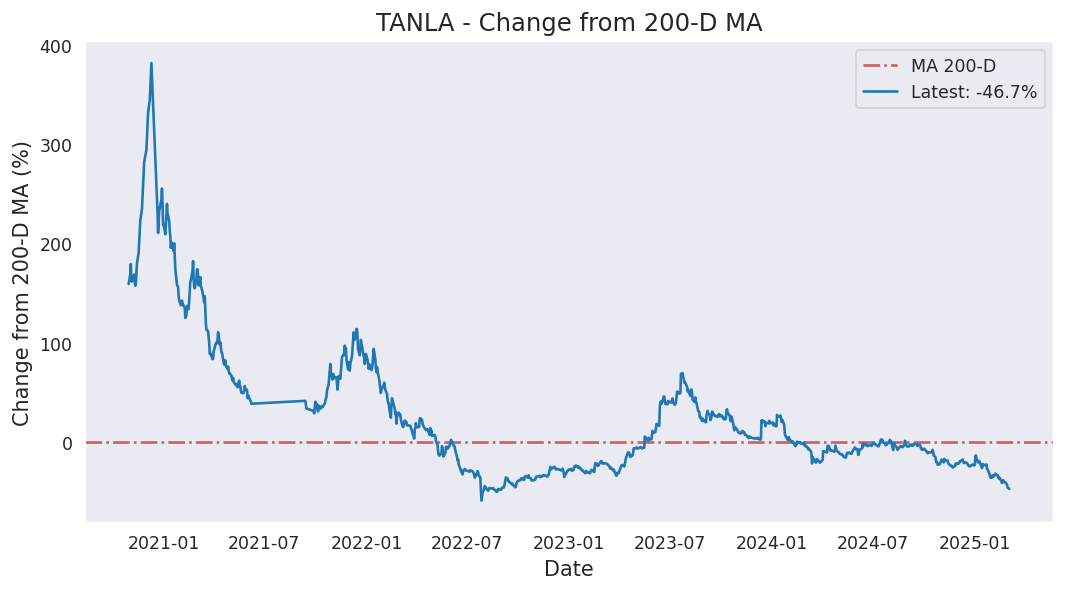 TANLA - Change from 200-D MA
MA 200-D
Latest: -46.7%
Change from 200-D MA (%)
400
300
200
100
0
2021-01 2021-07 2022-01 2022-07 2023-01 2023-07 2024-01 2024-07 2025-01
Date